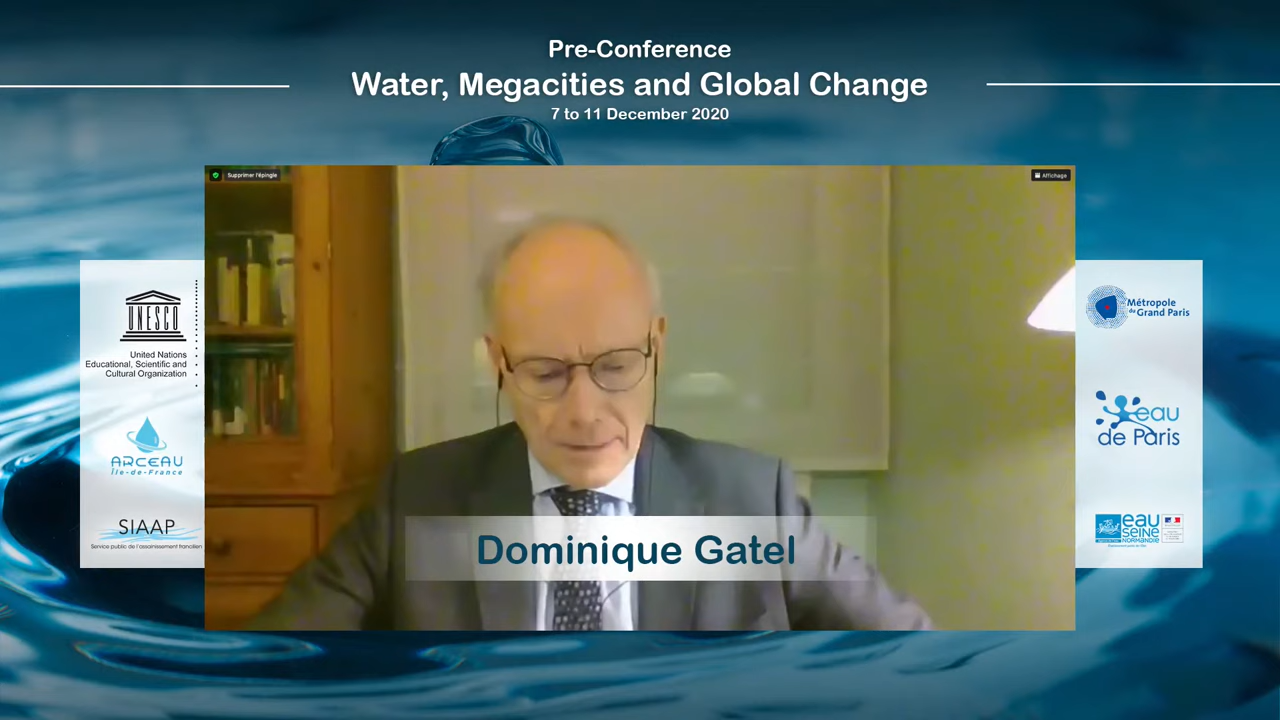 Pre-Conference
Water, Megacities and Global Change
7 to 11 December 2020
Supprimer l'épingle
Affichage
UNESCO
United Nations
Educational, Scientific and
Cultural Organization
ARCEAU
Île-de-France
SIAAP
Service public de l'assainissement francilien
Métropole
du Grand Paris
eau
de Paris
eau
SEINE
NORMANDIE
Dominique Gatel